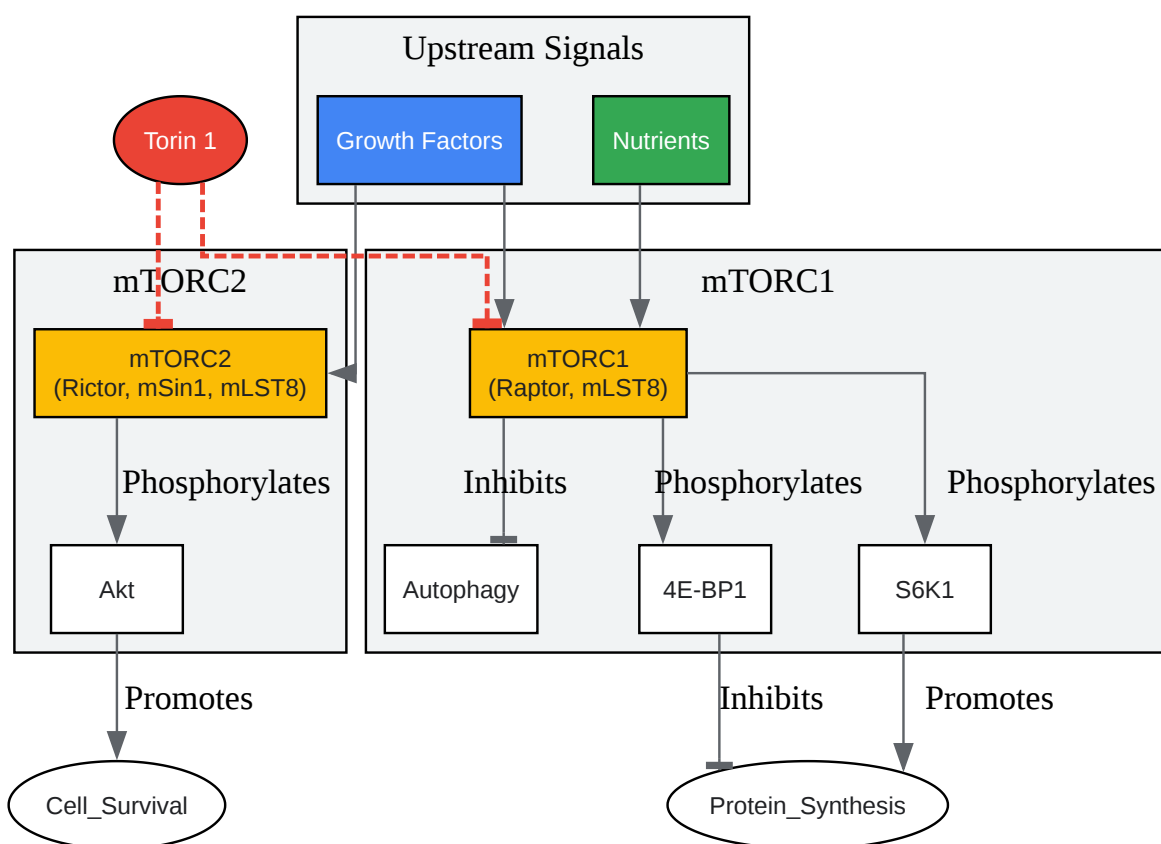 Upstream Signals
Torin 1
Growth Factors
Nutrients
mTORC2
mTORC1
mTORC2
(Rictor, mSin1, mLST8)
mTORC1
(Raptor, mLST8)
Phosphorylates
Inhibits
Phosphorylates
Phosphorylates
Akt
Autophagy
4E-BP1
S6K1
Promotes
Inhibits
Promotes
Cell_Survival
Protein_Synthesis